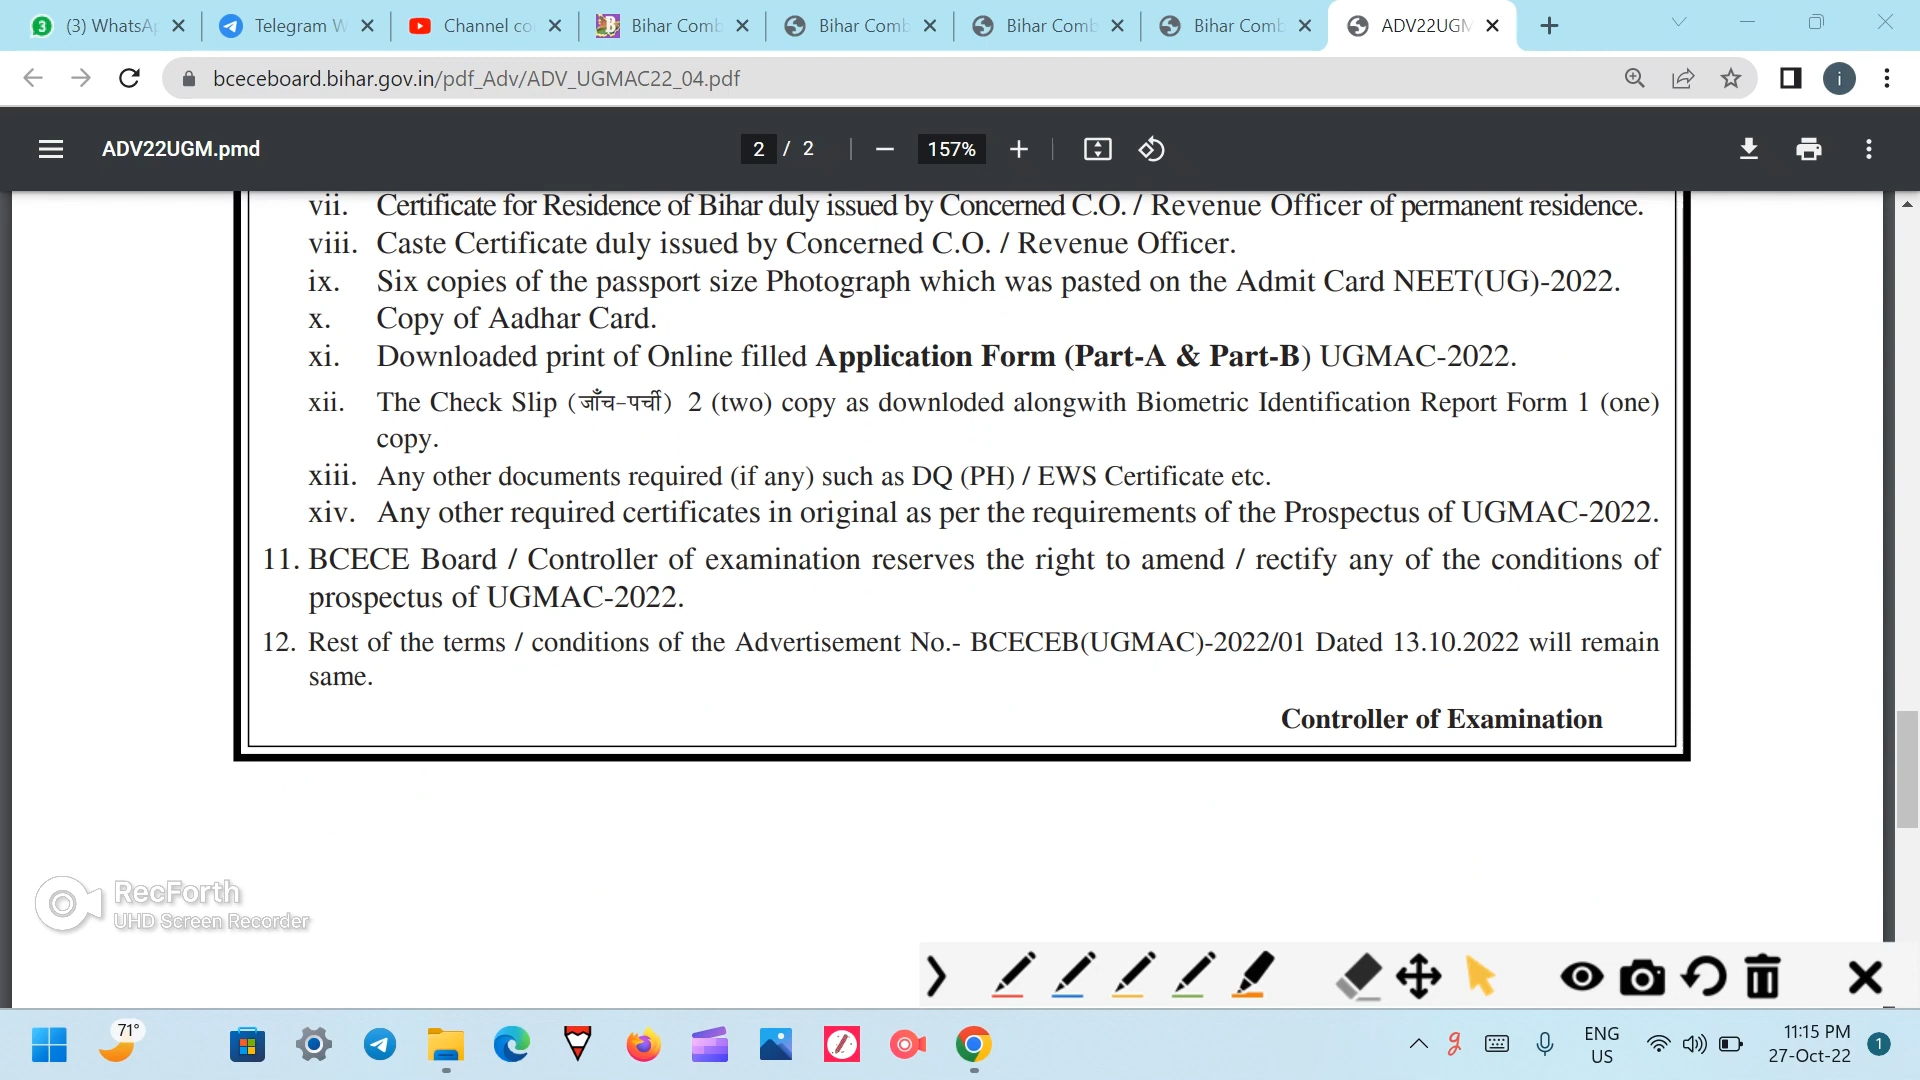 (3) WhatsAp
Telegram W
Channel co
Bihar Comb
Bihar Comb
Bihar Comb
Bihar Comb
ADV22UGM
bceceboard.bihar.gov.in/pdf_Adv/ADV_UGMAC22_04.pdf
i
ADV22UGM.pmd
2 / 2
157%
vii. Certificate for Residence of Bihar duly issued by Concerned C.O. / Revenue Officer of permanent residence.
viii. Caste Certificate duly issued by Concerned C.O. / Revenue Officer.
ix. Six copies of the passport size Photograph which was pasted on the Admit Card NEET(UG)-2022.
x. Copy of Aadhar Card.
xi. Downloaded print of Online filled Application Form (Part-A & Part-B) UGMAC-2022.
xii. The Check Slip (जाँच-पर्ची) 2 (two) copy as downloded alongwith Biometric Identification Report Form 1 (one)
copy.
xiii. Any other documents required (if any) such as DQ (PH) / EWS Certificate etc.
xiv. Any other required certificates in original as per the requirements of the Prospectus of UGMAC-2022.
11. BCECE Board / Controller of examination reserves the right to amend / rectify any of the conditions of
prospectus of UGMAC-2022.
12. Rest of the terms / conditions of the Advertisement No.- BCECEB(UGMAC)-2022/01 Dated 13.10.2022 will remain
same.
Controller of Examination
RecForth
UHD Screen Recorder
71°
ENG
US
11:15 PM
27-Oct-22
1